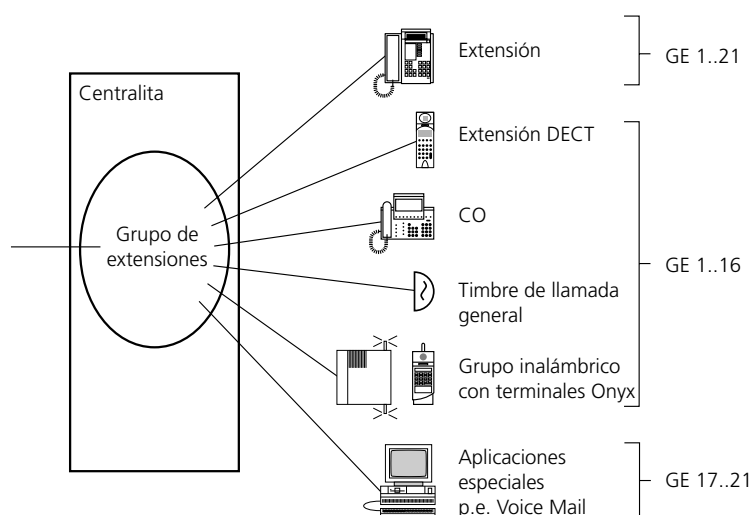 Centralita
Grupo de
extensiones
Extensión
GE 1..21
Extensión DECT
CO
Timbre de llamada
general
Grupo inalámbrico
con terminales Onyx
GE 1..16
Aplicaciones
especiales
p.e. Voice Mail
GE 17..21